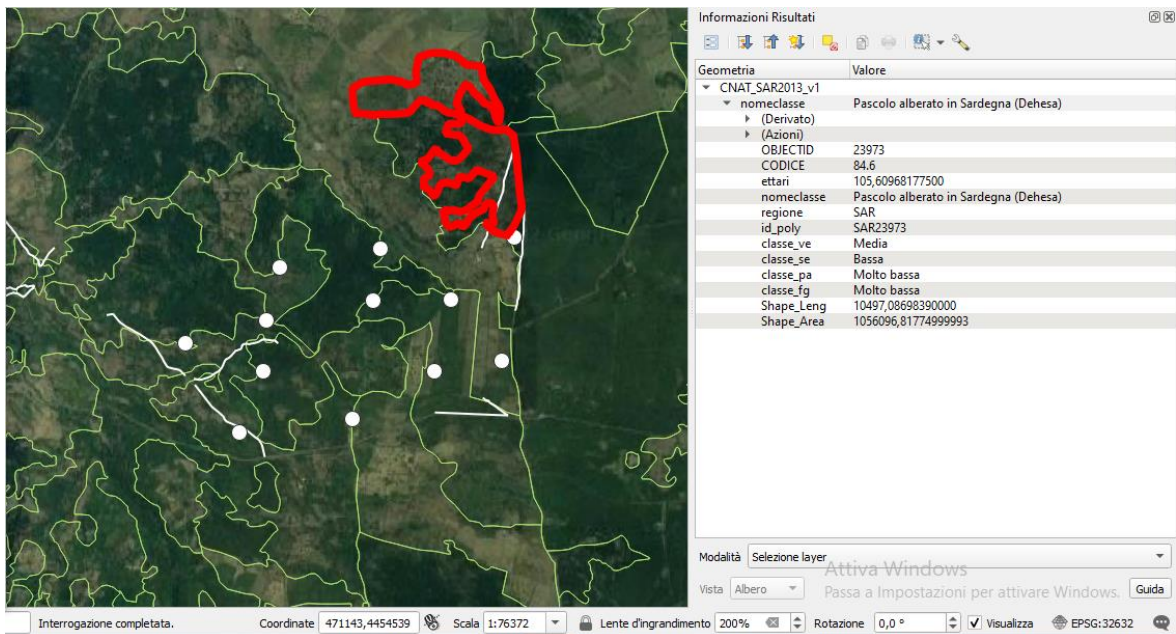 Informazioni Risultati
Geometria Valore
CNAT_SAR2013_v1
nomeclasse Pascolo alberato in Sardegna (Dehesa)
(Derivato)
(Azioni)
OBJECTID 23973
CODICE 84.6
ettari 105,60968177500
nomeclasse Pascolo alberato in Sardegna (Dehesa)
regione SAR
id_poly SAR23973
classe_ve Media
classe_se Bassa
classe_pa Molto bassa
classe_fg Molto bassa
Shape_Leng 10497,08698390000
Shape_Area 1056096,81774999993
Modalità Selezione layer
Attiva Windows
Vista Albero Passa a Impostazioni per attivare Windows. Guida
Interrogazione completata. Coordinate 471143,4454539 Scala 1:76372 Lente d'ingrandimento 200% Rotazione 0,0 ° Visualizza EPSG:32632